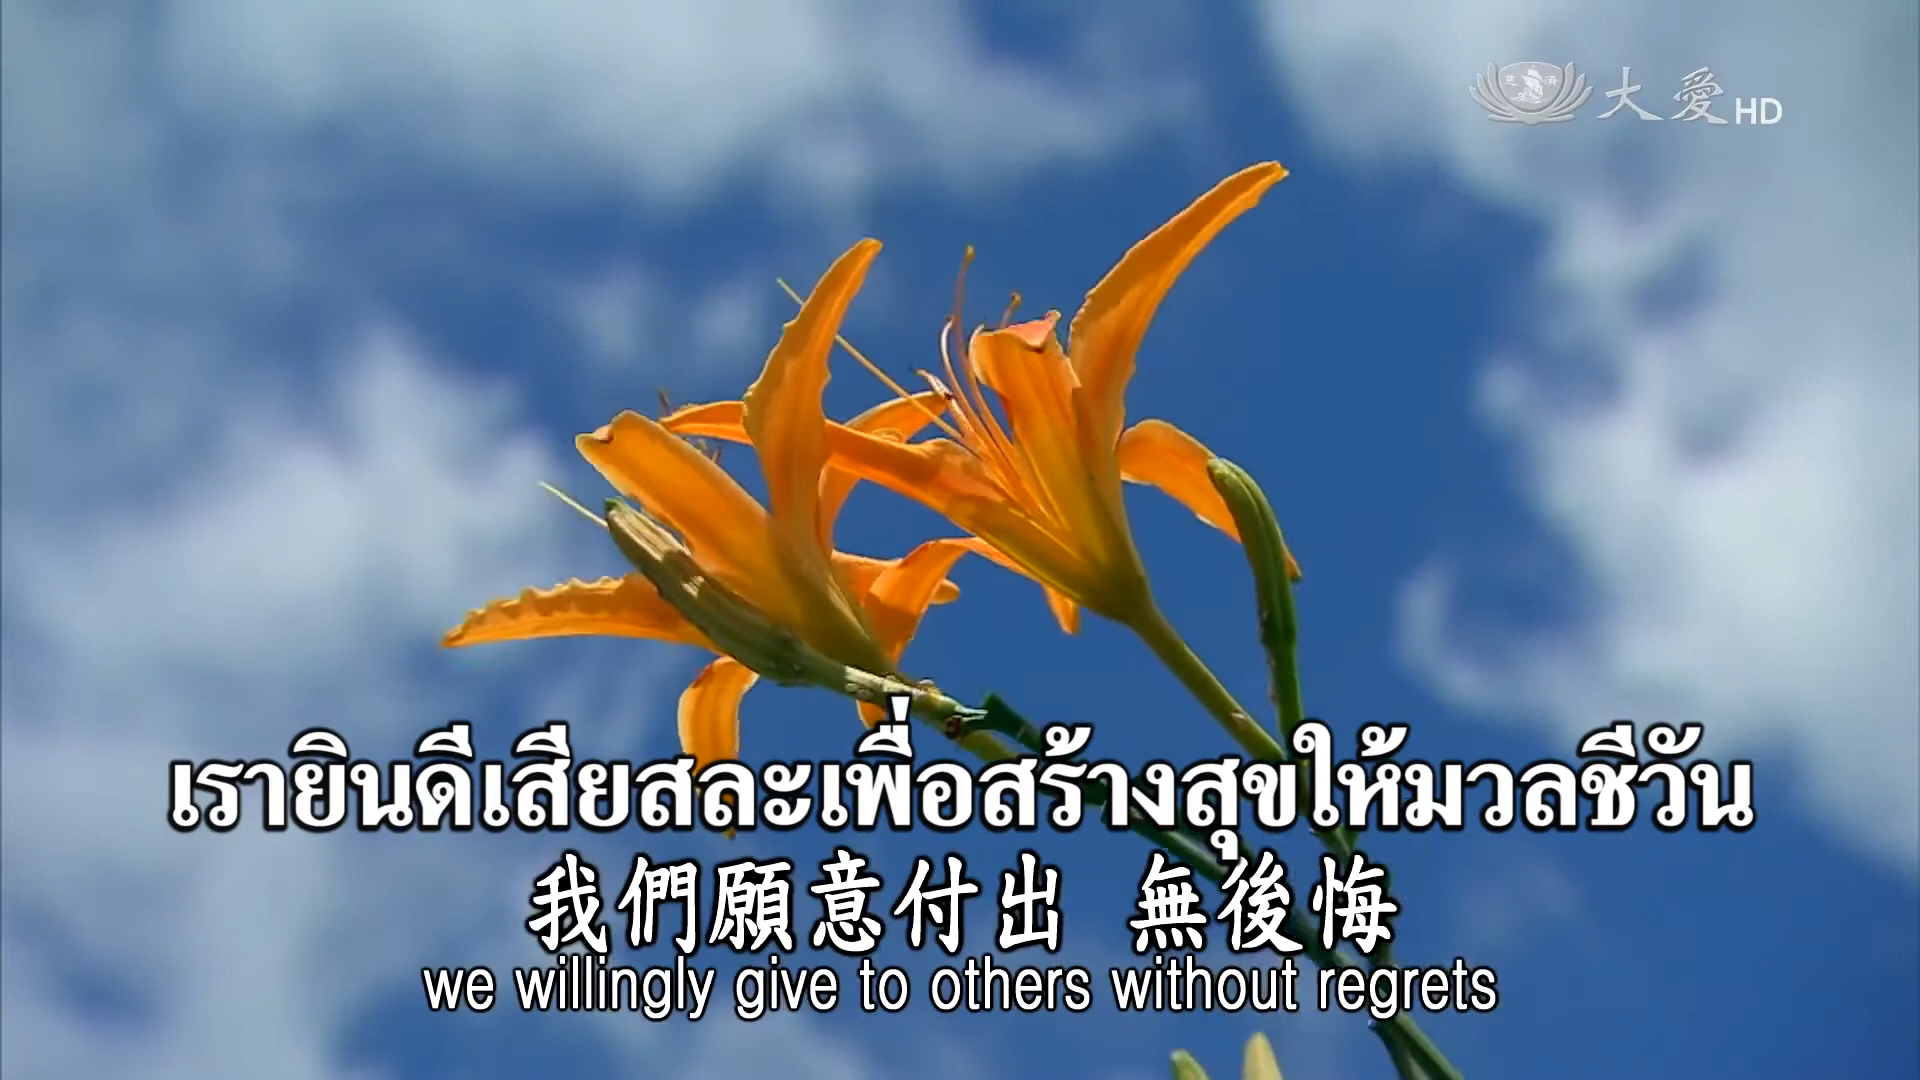 大愛HD
เรายินดีเสียสละเพื่อสร้างสุขให้มวลชีวัน
我們願意付出 無後悔
we willingly give to others without regrets